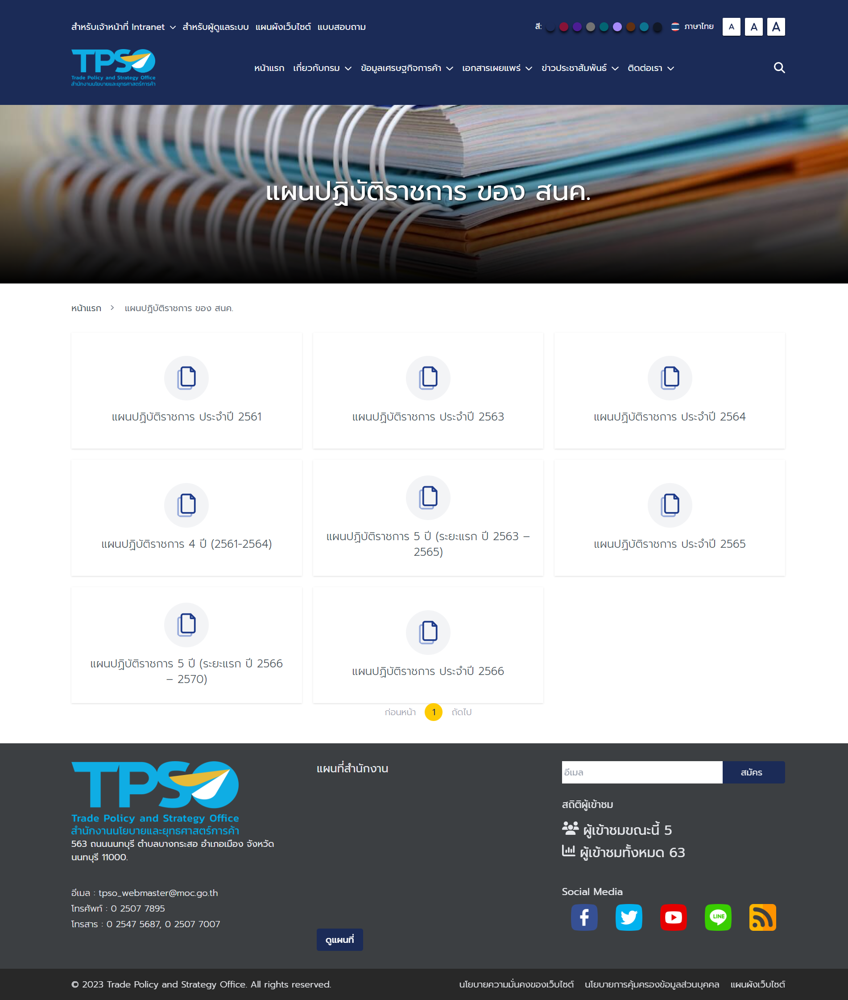 สำหรับเจ้าหน้าที่ Intranet สำหรับผู้ดูแลระบบ แผนผังเว็บไซต์ แบบสอบถาม
สี: ภาษาไทย A A A
TPSO
Trade Policy and Strategy Office
สำนักงานนโยบายและยุทธศาสตร์การค้า
หน้าแรก เกี่ยวกับกรม ข้อมูลเศรษฐกิจการค้า เอกสารเผยแพร่ ข่าวประชาสัมพันธ์ ติดต่อเรา
แผนปฏิบัติราชการ ของ สนค.
หน้าแรก > แผนปฏิบัติราชการ ของ สนค.
แผนปฏิบัติราชการ ประจำปี 2561
แผนปฏิบัติราชการ ประจำปี 2563
แผนปฏิบัติราชการ ประจำปี 2564
แผนปฏิบัติราชการ 4 ปี (2561-2564)
แผนปฏิบัติราชการ 5 ปี (ระยะแรก ปี 2563 –
2565)
แผนปฏิบัติราชการ ประจำปี 2565
แผนปฏิบัติราชการ 5 ปี (ระยะแรก ปี 2566
– 2570)
แผนปฏิบัติราชการ ประจำปี 2566
ก่อนหน้า 1 ถัดไป
TPSO
Trade Policy and Strategy Office
สำนักงานนโยบายและยุทธศาสตร์การค้า
563 ถนนนนทบุรี ตำบลบางกระสอ อำเภอเมือง จังหวัด
นนทบุรี 11000.
อีเมล : tpso_webmaster@moc.go.th
โทรศัพท์ : 0 2507 7895
โทรสาร : 0 2547 5687, 0 2507 7007
แผนที่สำนักงาน
ดูแผนที่
อีเมล สมัคร
สถิติผู้เข้าชม
ผู้เข้าชมขณะนี้ 5
ผู้เข้าชมทั้งหมด 63
Social Media
LINE
© 2023 Trade Policy and Strategy Office. All rights reserved.
นโยบายความมั่นคงของเว็บไซต์ นโยบายการคุ้มครองข้อมูลส่วนบุคคล แผนผังเว็บไซต์